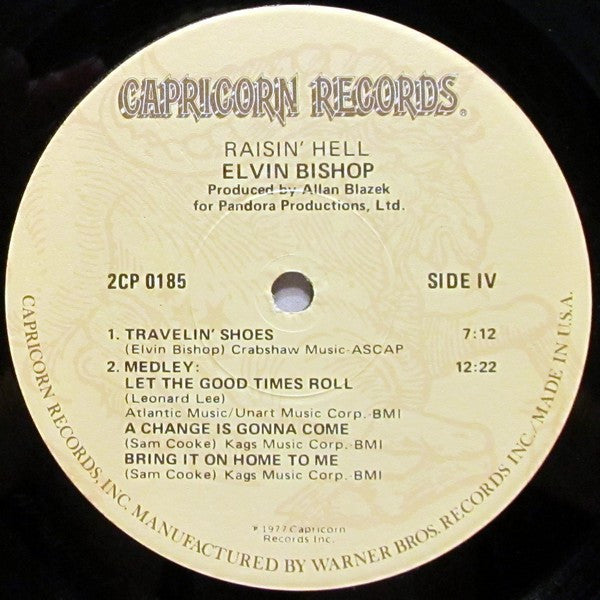 CAPRICORN RECORDS®
RAISIN' HELL
ELVIN BISHOP
Produced by Allan Blazek
for Pandora Productions, Ltd.
2CP 0185
SIDE IV
1. TRAVELIN' SHOES 7:12
(Elvin Bishop) Crabshaw Music-ASCAP
2. MEDLEY: 12:22
LET THE GOOD TIMES ROLL
(Leonard Lee)
Atlantic Music/Unart Music Corp.-BMI
A CHANGE IS GONNA COME
(Sam Cooke) Kags Music Corp.-BMI
BRING IT ON HOME TO ME
(Sam Cooke) Kags Music Corp.-BMI
℗ 1977 Capricorn
Records Inc.
CAPRICORN RECORDS, INC. MANUFACTURED BY WARNER BROS. RECORDS INC./MADE IN U.S.A.